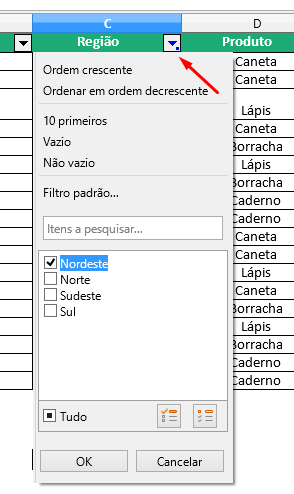 C D
Região Produto
Ordem crescente
Ordenar em ordem decrescente
10 primeiros
Vazio
Não vazio
Filtro padrão...
Itens a pesquisar...
Nordeste
Norte
Sudeste
Sul
Tudo
OK Cancelar
Caneta
Caneta
Lápis
Caneta
Borracha
Lápis
Borracha
Caderno
Caderno
Caneta
Caneta
Lápis
Caneta
Borracha
Lápis
Borracha
Caderno
Caderno